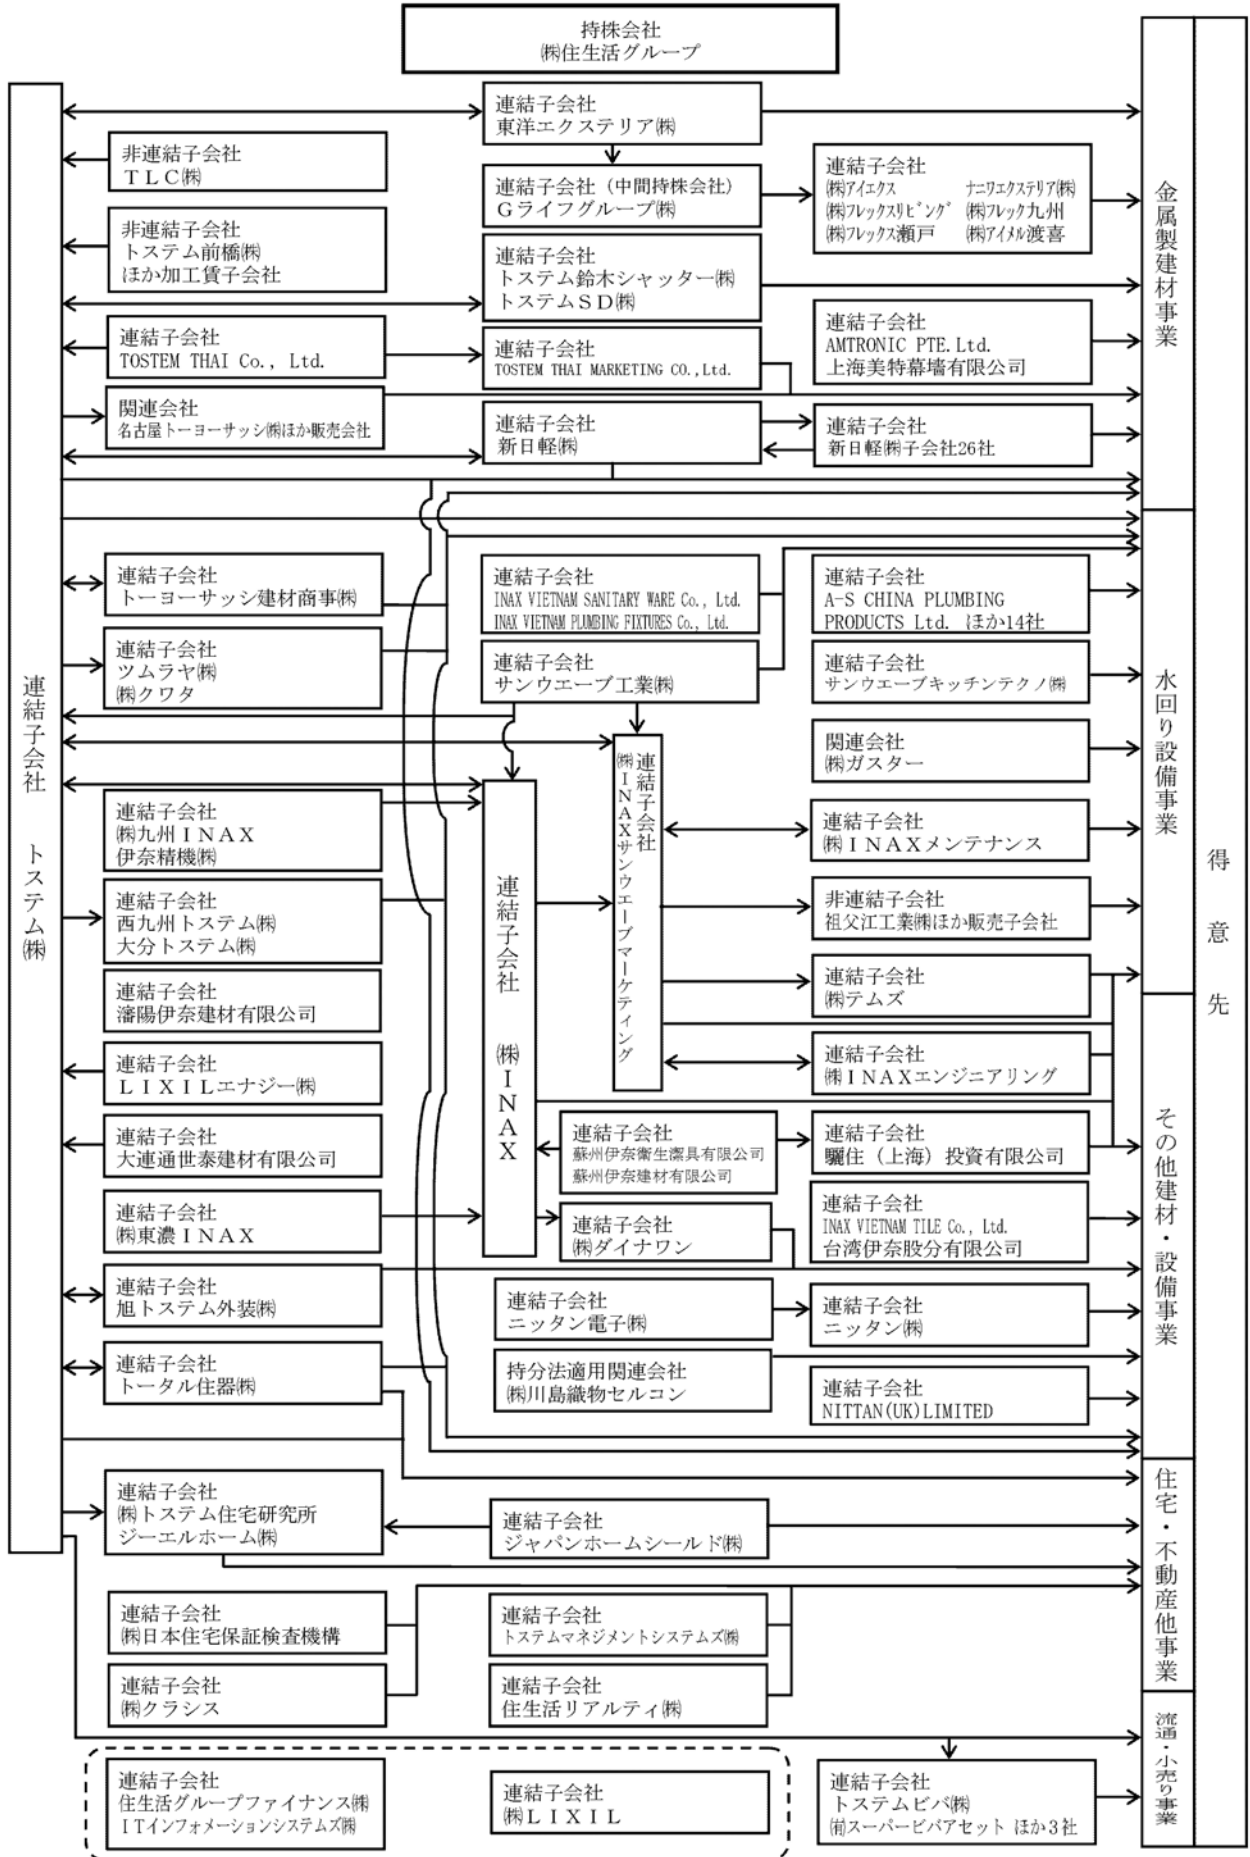 持株会社
㈱住生活グループ
連結子会社
東洋エクステリア㈱
非連結子会社
ＴＬＣ㈱
連結子会社（中間持株会社）
Ｇライフグループ㈱
連結子会社
㈱アイエクス ナニワエクステリア㈱
㈱フレックスリビング ㈱フレック九州
㈱フレックス瀬戸 ㈱アイメル渡喜
非連結子会社
トステム前橋㈱
ほか加工賃子会社
連結子会社
トステム鈴木シャッター㈱
トステムＳＤ㈱
連結子会社
TOSTEM THAI Co., Ltd.
連結子会社
TOSTEM THAI MARKETING CO.,Ltd.
連結子会社
AMTRONIC PTE.Ltd.
上海美特幕墙有限公司
関連会社
名古屋トーヨーサッシ㈱ほか販売会社
連結子会社
新日軽㈱
連結子会社
新日軽㈱子会社26社
金属製建材事業
連結子会社 トステム㈱
連結子会社
トーヨーサッシ建材商事㈱
連結子会社
INAX VIETNAM SANITARY WARE Co., Ltd.
INAX VIETNAM PLUMBING FIXTURES Co., Ltd.
連結子会社
A-S CHINA PLUMBING
PRODUCTS Ltd. ほか14社
連結子会社
ツムラヤ㈱
㈱クワタ
連結子会社
サンウエーブ工業㈱
連結子会社
サンウエーブキッチンテクノ㈱
関連会社
㈱ガスター
連結子会社
㈱ＩＮＡＸサンウエーブマーケティング
連結子会社
㈱九州ＩＮＡＸ
伊奈精機㈱
連結子会社 ㈱ＩＮＡＸ
連結子会社
㈱ＩＮＡＸメンテナンス
連結子会社
西九州トステム㈱
大分トステム㈱
非連結子会社
祖父江工業㈱ほか販売子会社
連結子会社
瀋陽伊奈建材有限公司
連結子会社
㈱テムズ
水回り設備事業
得意先
連結子会社
ＬＩＸＩＬエナジー㈱
連結子会社
㈱ＩＮＡＸエンジニアリング
連結子会社
大連通世泰建材有限公司
連結子会社
蘇州伊奈衛生潔具有限公司
蘇州伊奈建材有限公司
連結子会社
驪住（上海）投資有限公司
連結子会社
㈱東濃ＩＮＡＸ
連結子会社
㈱ダイナワン
連結子会社
INAX VIETNAM TILE Co., Ltd.
台湾伊奈股分有限公司
連結子会社
旭トステム外装㈱
連結子会社
ニッタン電子㈱
連結子会社
ニッタン㈱
連結子会社
トータル住器㈱
持分法適用関連会社
㈱川島織物セルコン
連結子会社
NITTAN(UK)LIMITED
その他建材・設備事業
連結子会社
㈱トステム住宅研究所
ジーエルホーム㈱
連結子会社
ジャパンホームシールド㈱
連結子会社
㈱日本住宅保証検査機構
連結子会社
トステムマネジメントシステムズ㈱
連結子会社
㈱クラシス
連結子会社
住生活リアルティ㈱
住宅・不動産他事業
連結子会社
住生活グループファイナンス㈱
ＩＴインフォメーションシステムズ㈱
連結子会社
㈱ＬＩＸＩＬ
連結子会社
トステムビバ㈱
㈲スーパービバアセット ほか３社
流通・小売り事業